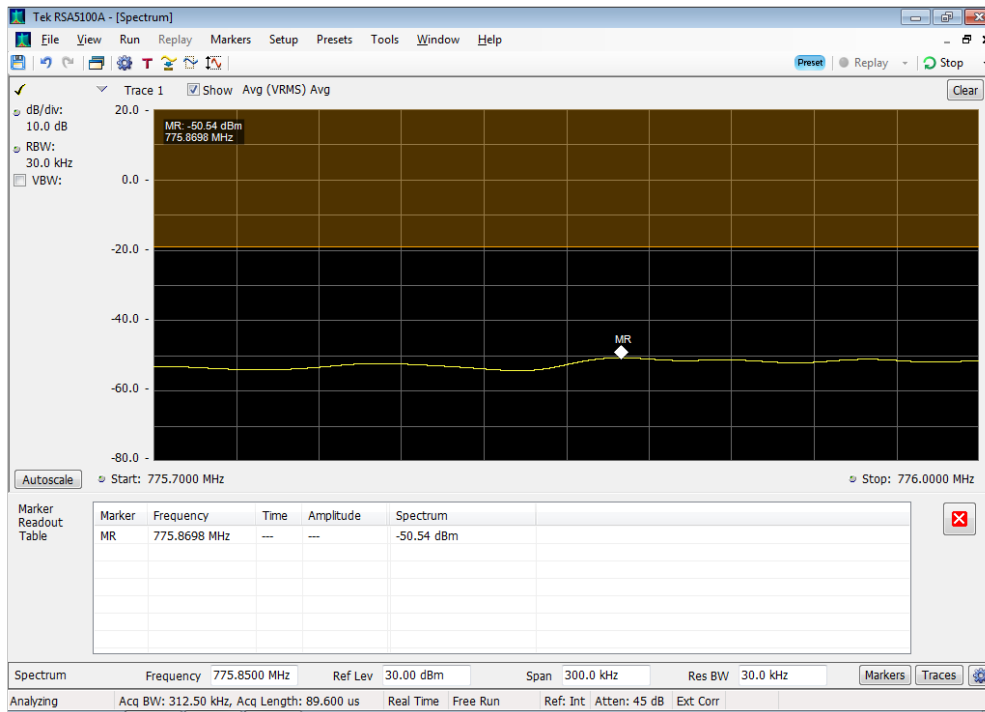 Tek RSA5100A - [Spectrum]
File View Run Replay Markers Setup Presets Tools Window Help
T Preset Replay Stop
Trace 1 Show Avg (VRMS) Avg Clear
dB/div:
10.0 dB
RBW:
30.0 kHz
VBW:
20.0 -
MR: -50.54 dBm
775.8698 MHz
0.0 -
-20.0 -
-40.0 -
MR
-60.0 -
-80.0 -
Autoscale Start: 775.7000 MHz Stop: 776.0000 MHz
Marker
Readout
Table
Marker Frequency Time Amplitude Spectrum
MR 775.8698 MHz --- --- -50.54 dBm
Spectrum Frequency 775.8500 MHz Ref Lev 30.00 dBm Span 300.0 kHz Res BW 30.0 kHz Markers Traces
Analyzing Acq BW: 312.50 kHz, Acq Length: 89.600 us Real Time Free Run Ref: Int Atten: 45 dB Ext Corr